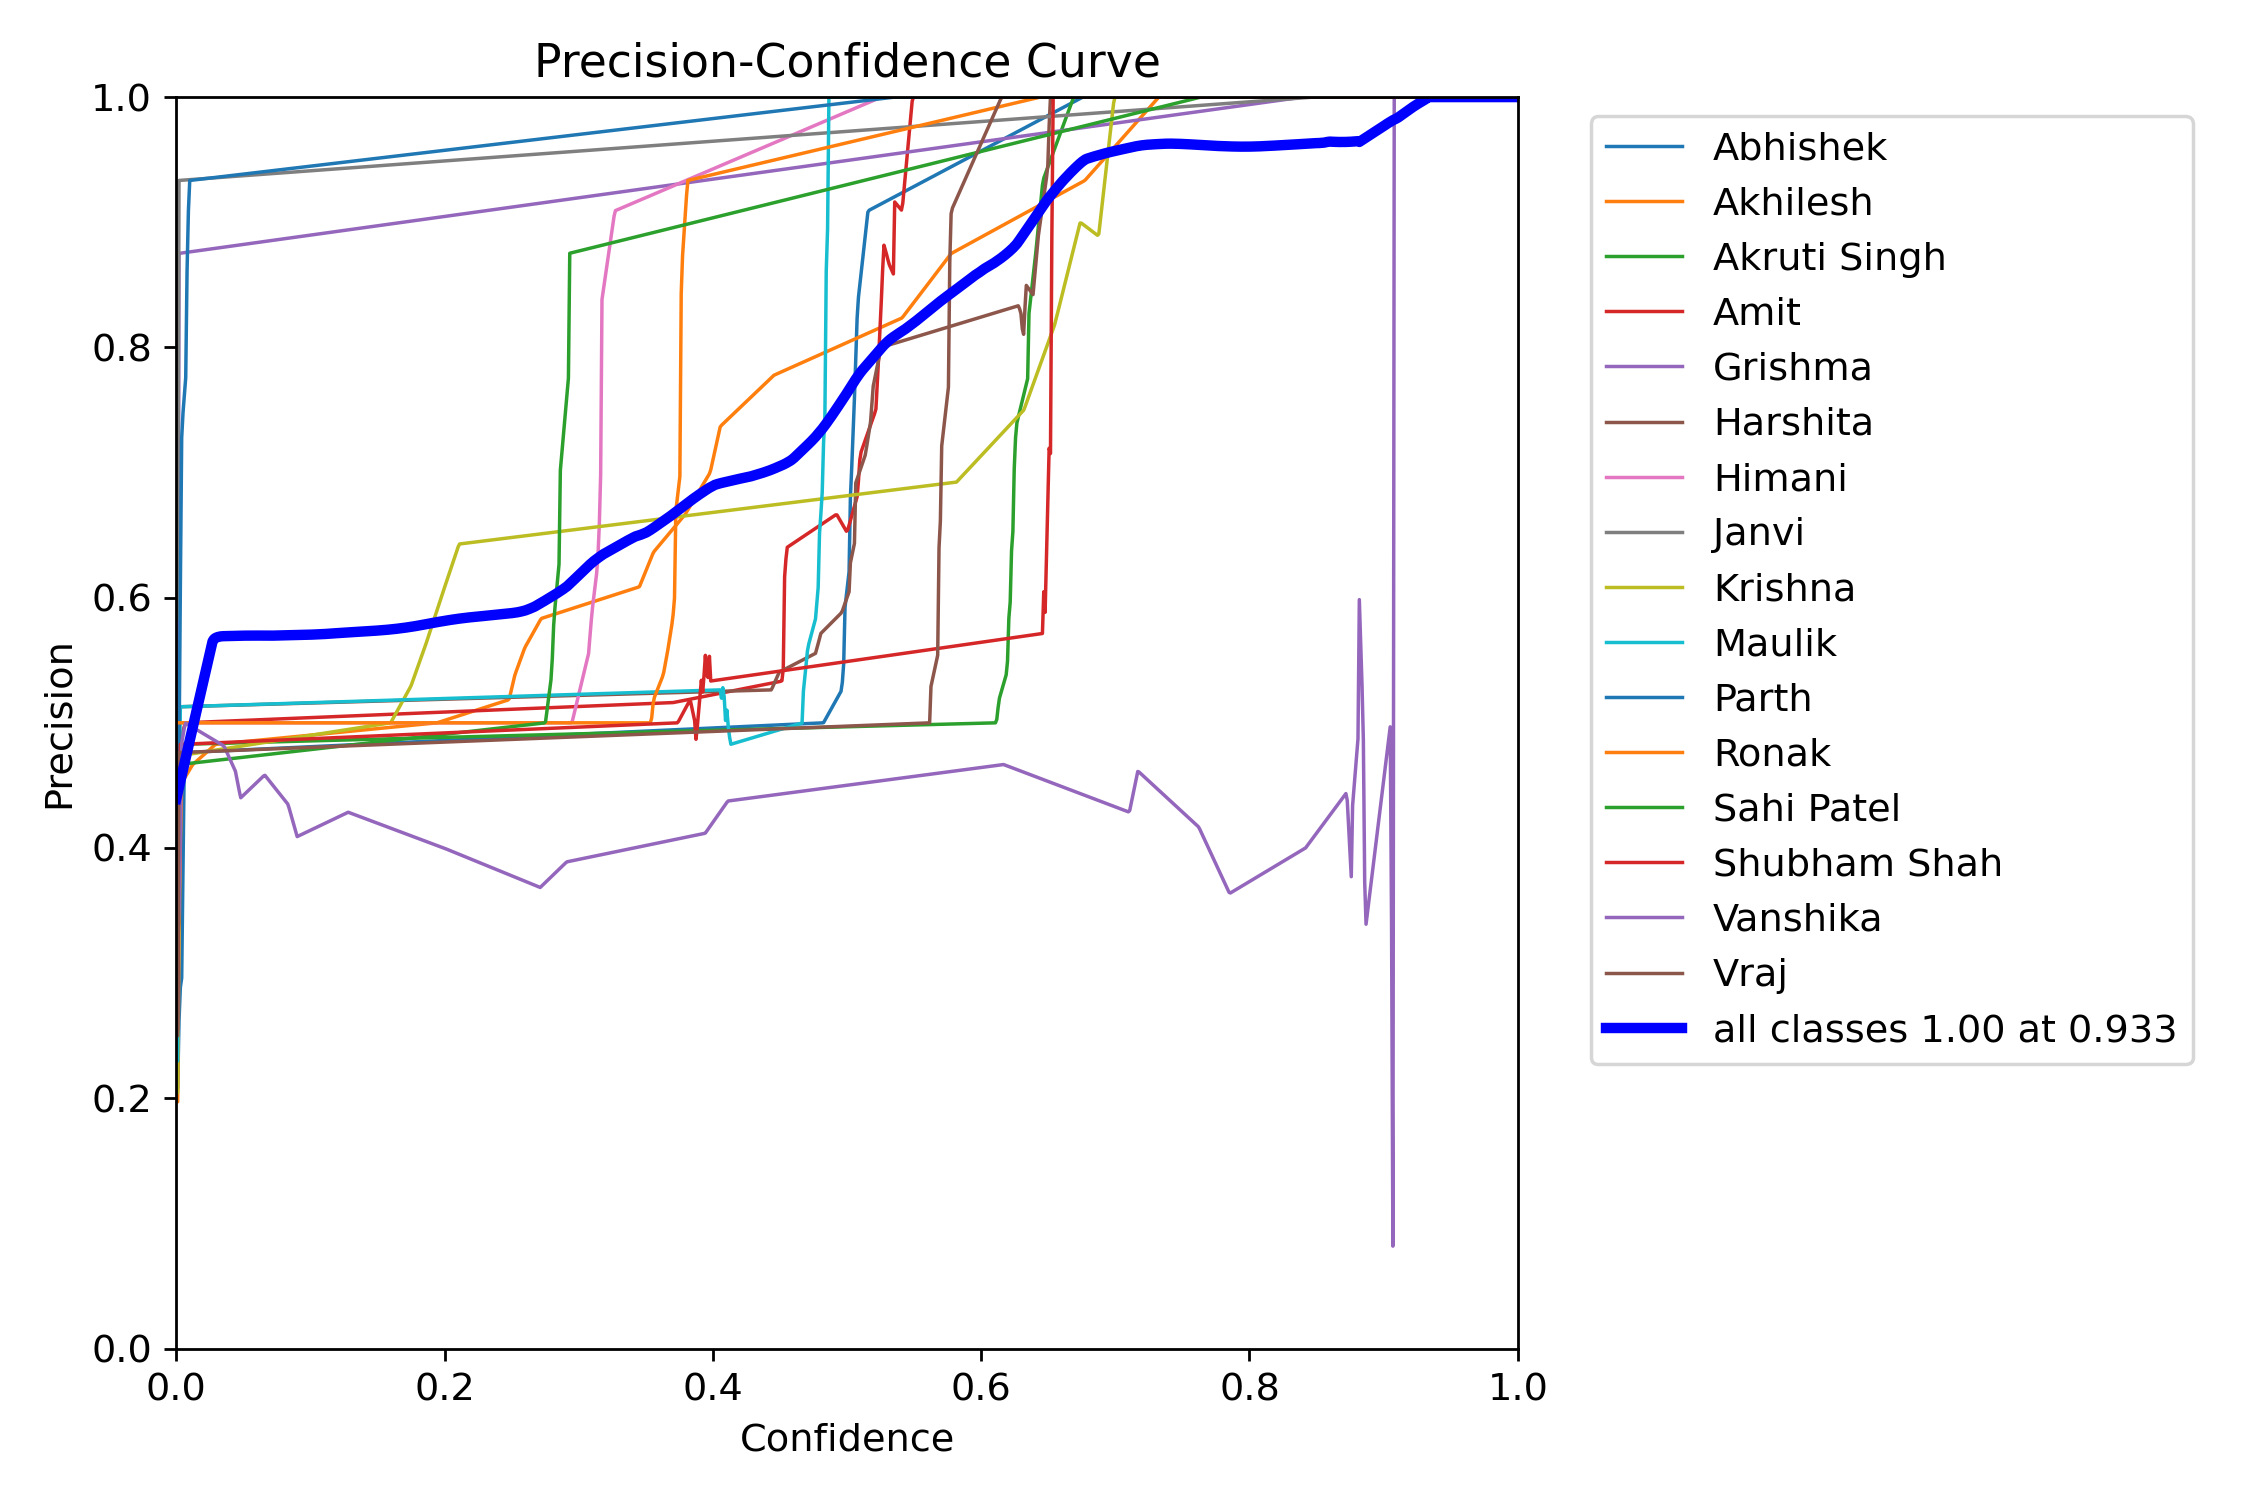 Precision-Confidence Curve
1.0
0.8
0.6
0.4
0.2
0.0
Precision
0.0 0.2 0.4 0.6 0.8 1.0
Confidence
Abhishek
Akhilesh
Akruti Singh
Amit
Grishma
Harshita
Himani
Janvi
Krishna
Maulik
Parth
Ronak
Sahi Patel
Shubham Shah
Vanshika
Vraj
all classes 1.00 at 0.933